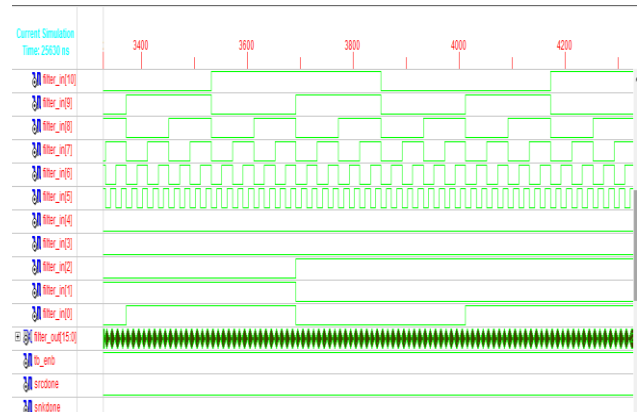 Current Simulation
Time: 25630 ns
3400 3600 3800 4000 4200
filter_in[10]
filter_in[9]
filter_in[8]
filter_in[7]
filter_in[6]
filter_in[5]
filter_in[4]
filter_in[3]
filter_in[2]
filter_in[1]
filter_in[0]
filter_out[15:0]
tb_enb
srcdone
snkdone